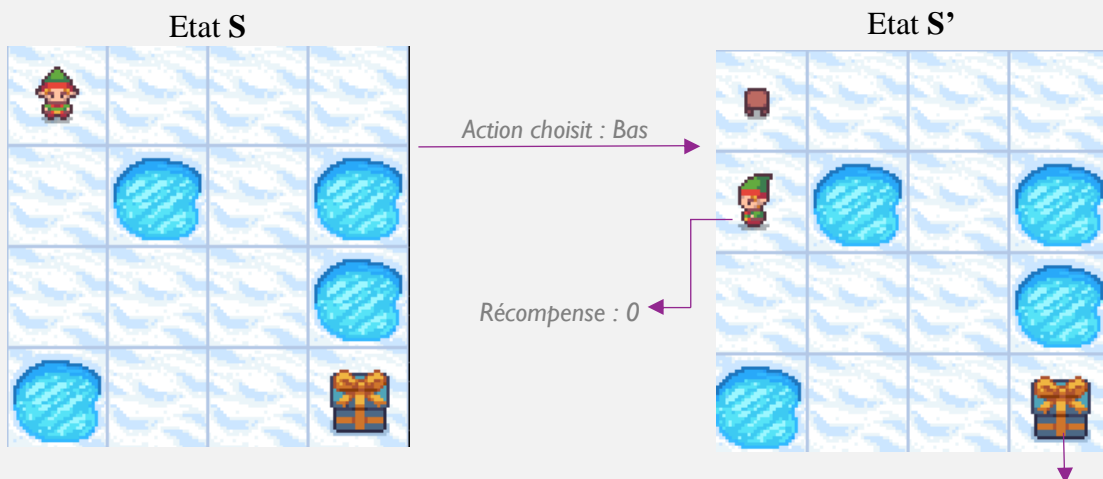 Etat S
Etat S’
Action choisit : Bas
Récompense : 0